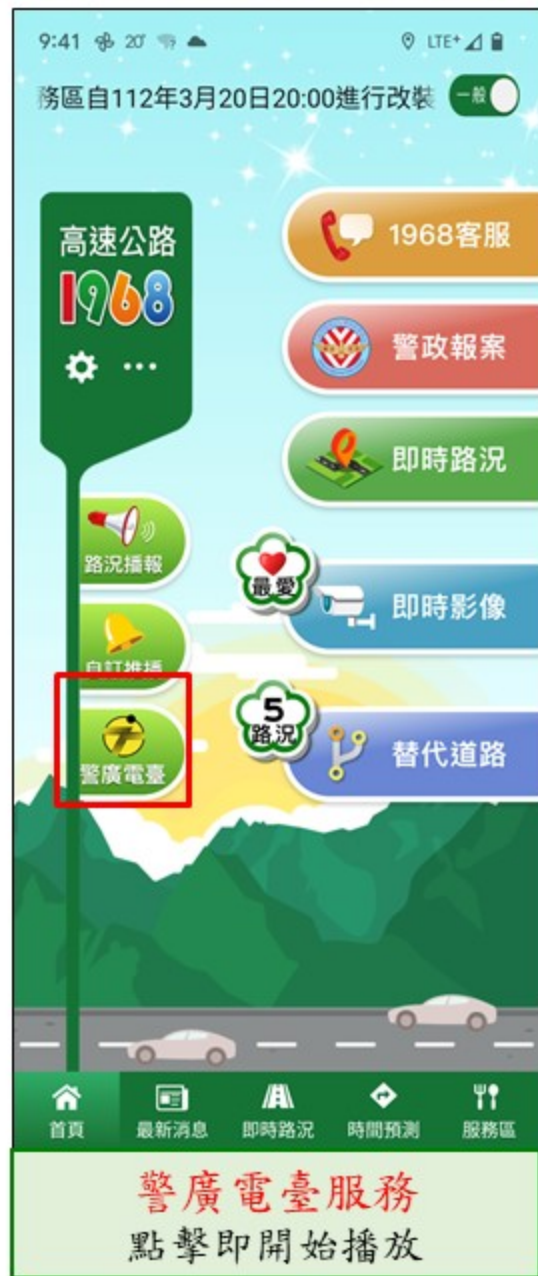 9:41 20° LTE+
務區自112年3月20日20:00進行改裝 一般
高速公路
1968
1968客服
警政報案
即時路況
路況播報
最愛
即時影像
自訂推播
5
路況
替代道路
警廣電臺
首頁 最新消息 即時路況 時間預測 服務區
警廣電臺服務
點擊即開始播放